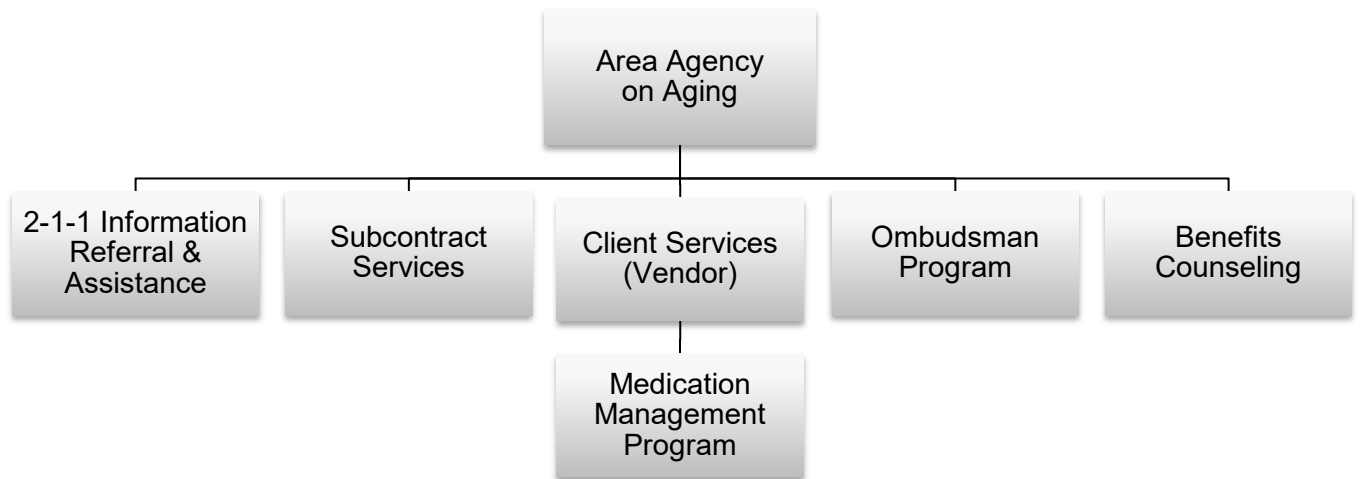 Area Agency
on Aging
2-1-1 Information
Referral &
Assistance
Subcontract
Services
Client Services
(Vendor)
Ombudsman
Program
Benefits
Counseling
Medication
Management
Program